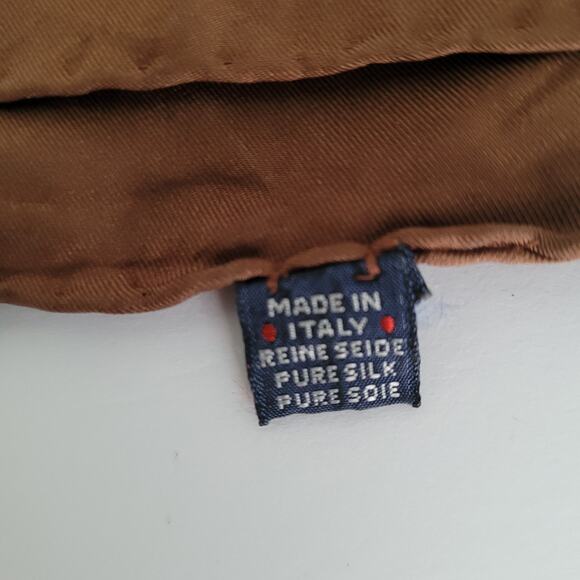 MADE IN
ITALY
REINE SEIDE
PURE SILK
PURE SOIE